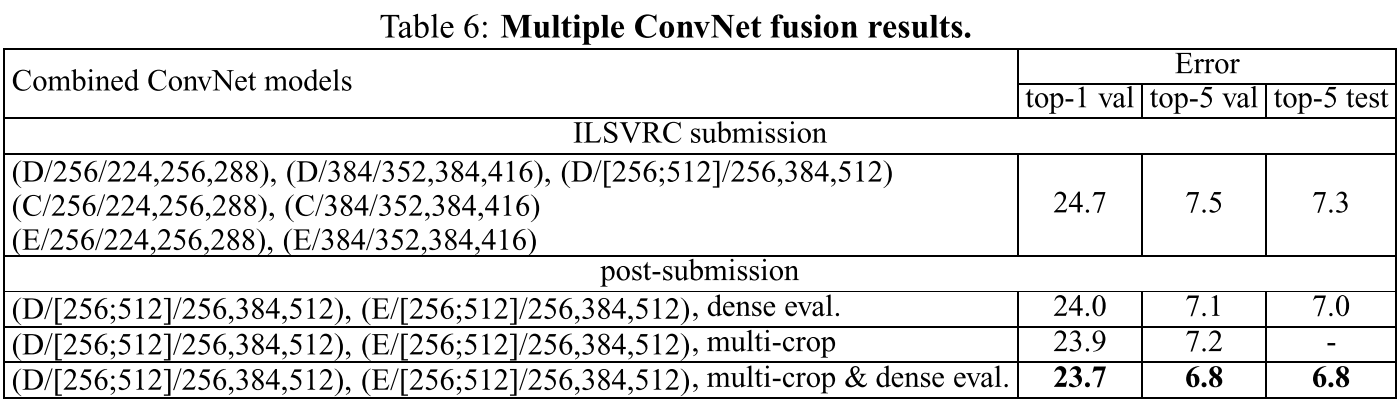 Table 6: Multiple ConvNet fusion results.
Combined ConvNet models
Error
top-1 val top-5 val top-5 test
ILSVRC submission
(D/256/224,256,288), (D/384/352,384,416), (D/[256;512]/256,384,512)
(C/256/224,256,288), (C/384/352,384,416)
(E/256/224,256,288), (E/384/352,384,416)
24.7 7.5 7.3
post-submission
(D/[256;512]/256,384,512), (E/[256;512]/256,384,512), dense eval. 24.0 7.1 7.0
(D/[256;512]/256,384,512), (E/[256;512]/256,384,512), multi-crop 23.9 7.2 -
(D/[256;512]/256,384,512), (E/[256;512]/256,384,512), multi-crop & dense eval. 23.7 6.8 6.8